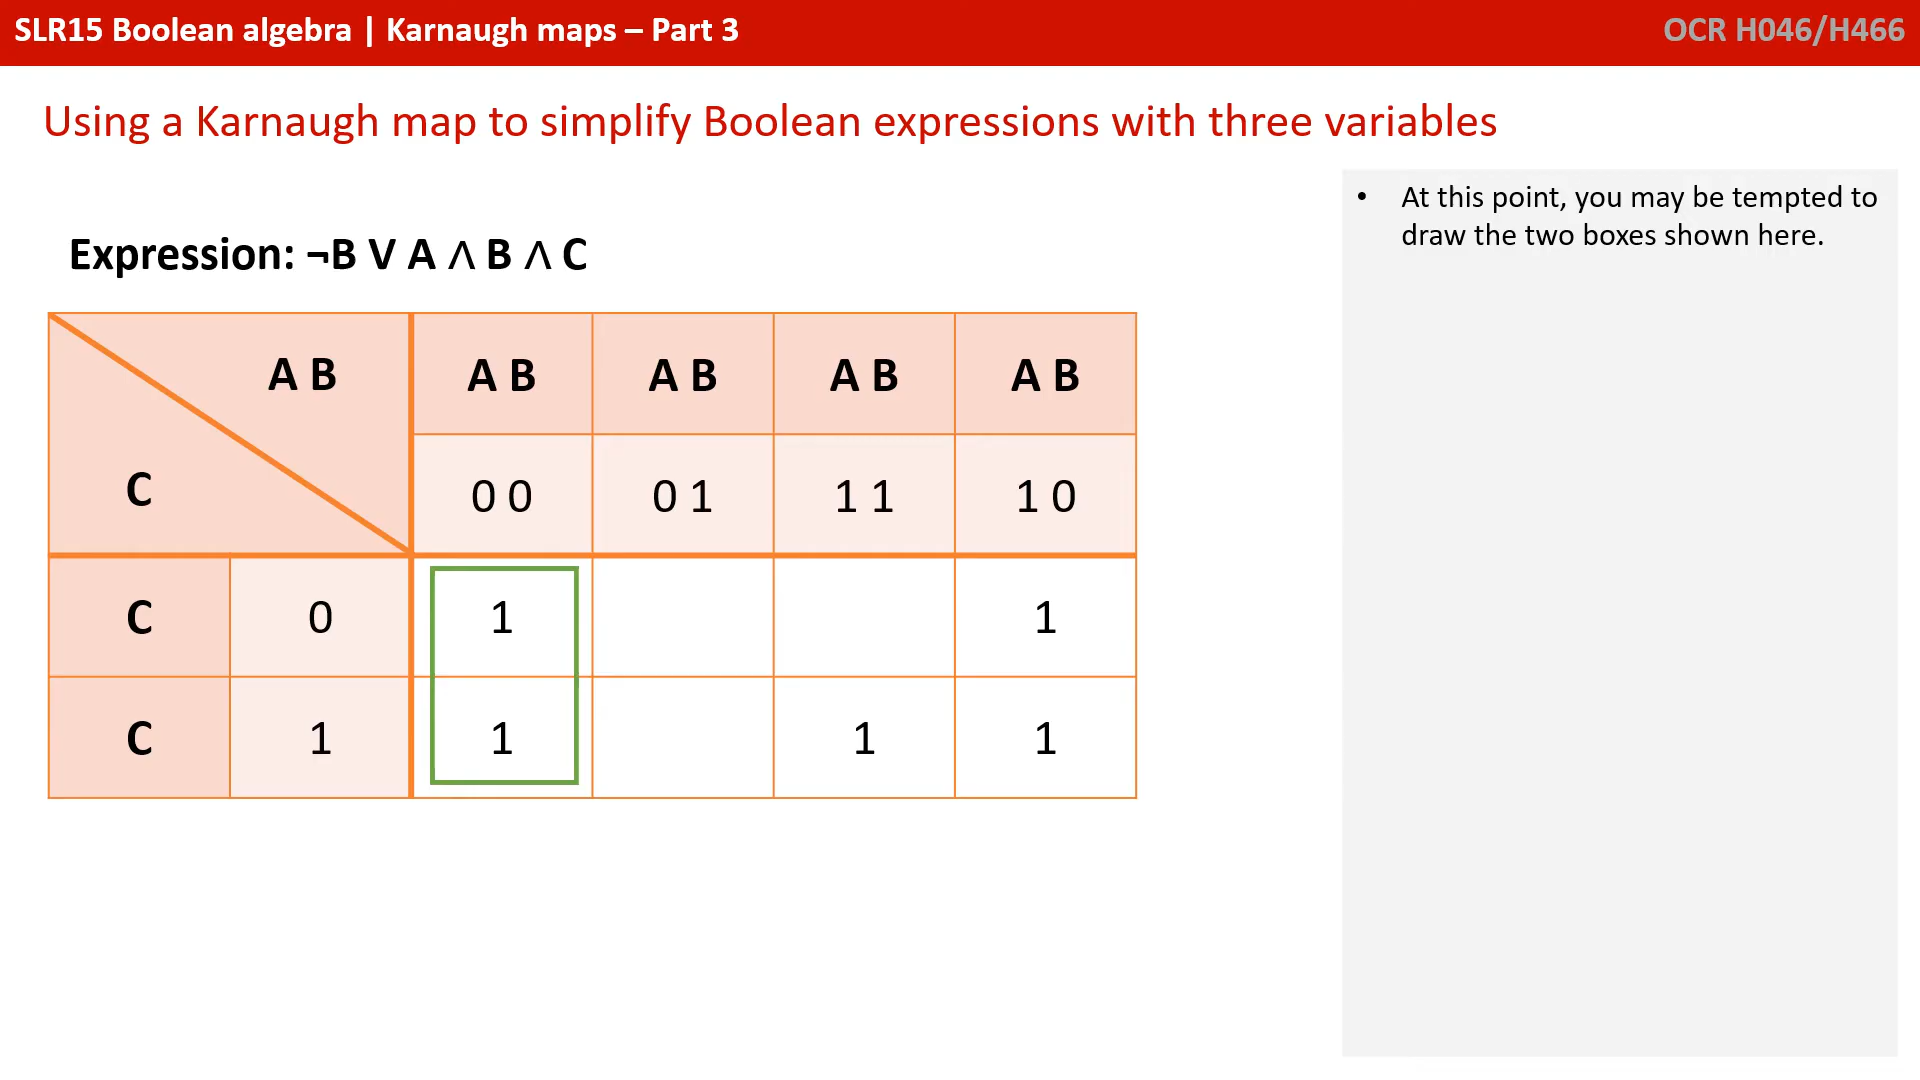 SLR15 Boolean algebra | Karnaugh maps – Part 3
OCR H046/H466
Using a Karnaugh map to simplify Boolean expressions with three variables
• At this point, you may be tempted to
draw the two boxes shown here.
Expression: ¬B V A ∧ B ∧ C
A B A B A B A B A B
C 0 0 0 1 1 1 1 0
C 0 1 1
C 1 1 1 1